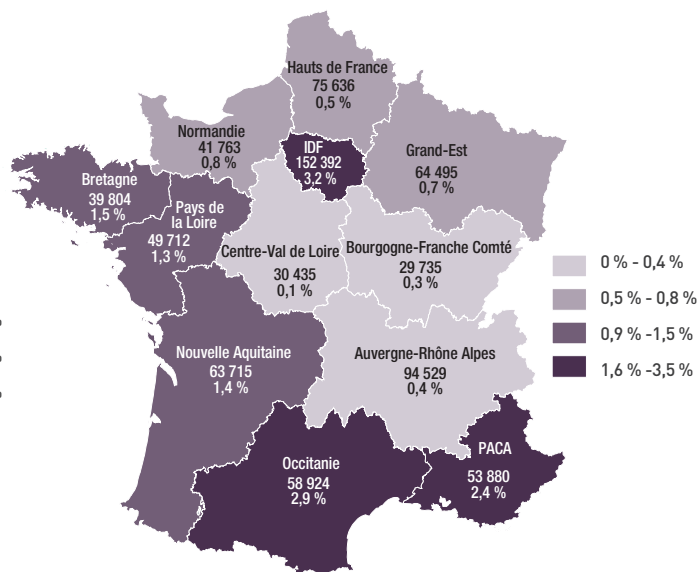 Hauts de France
75 636
0,5 %
Normandie
41 763
0,8 %
IDF
152 392
3,2 %
Grand-Est
64 495
0,7 %
Bretagne
39 804
1,5 %
Pays de
la Loire
49 712
1,3 %
Centre-Val de Loire
30 435
0,1 %
Bourgogne-Franche Comté
29 735
0,3 %
Nouvelle Aquitaine
63 715
1,4 %
Auvergne-Rhône Alpes
94 529
0,4 %
Occitanie
58 924
2,9 %
PACA
53 880
2,4 %
0 % - 0,4 %
0,5 % - 0,8 %
0,9 % -1,5 %
1,6 % -3,5 %